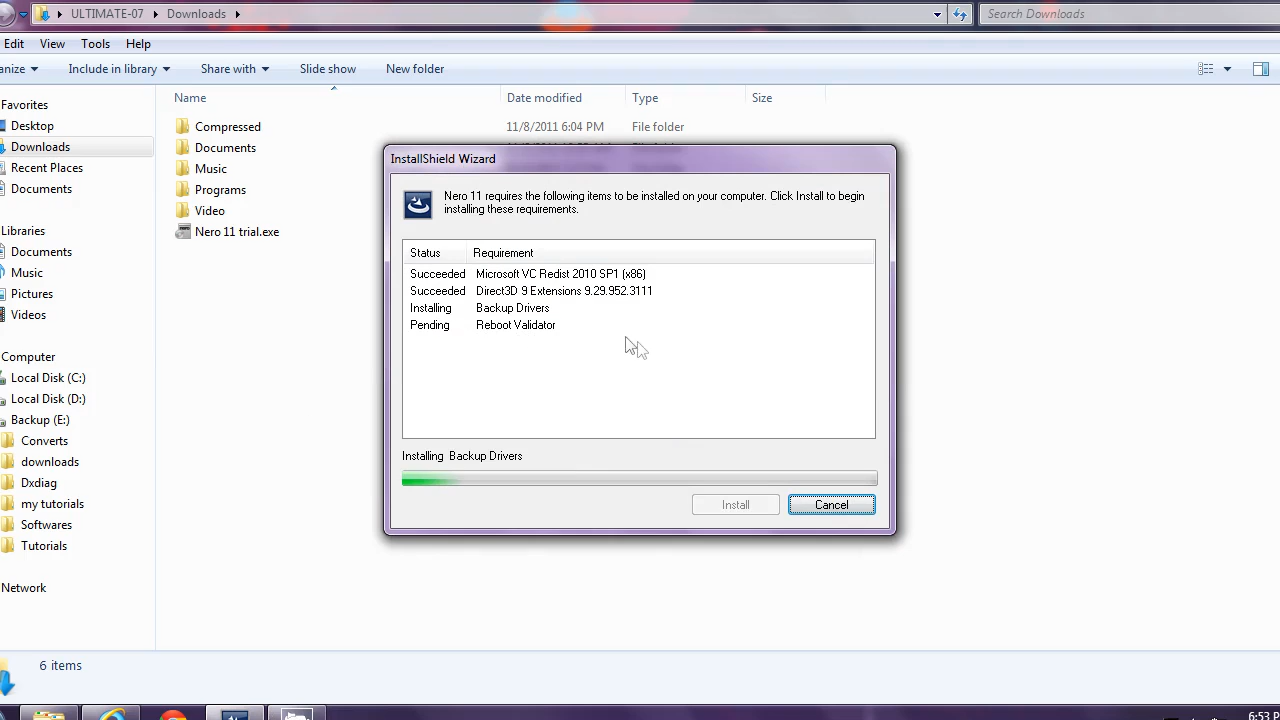 ULTIMATE-07 Downloads
Search Downloads
Edit View Tools Help
anize Include in library Share with Slide show New folder
Name Date modified Type Size
Favorites
Desktop
Downloads
Recent Places
Documents
Libraries
Documents
Music
Pictures
Videos
Computer
Local Disk (C:)
Local Disk (D:)
Backup (E:)
Converts
downloads
Dxdiag
my tutorials
Softwares
Tutorials
Network
Compressed 11/8/2011 6:04 PM File folder
Documents
Music
Programs
Video
Nero 11 trial.exe
InstallShield Wizard
Nero 11 requires the following items to be installed on your computer. Click Install to begin
installing these requirements.
Status Requirement
Succeeded Microsoft VC Redist 2010 SP1 (x86)
Succeeded Direct3D 9 Extensions 9.29.952.3111
Installing Backup Drivers
Pending Reboot Validator
Installing Backup Drivers
Install Cancel
6 items
6:53 P